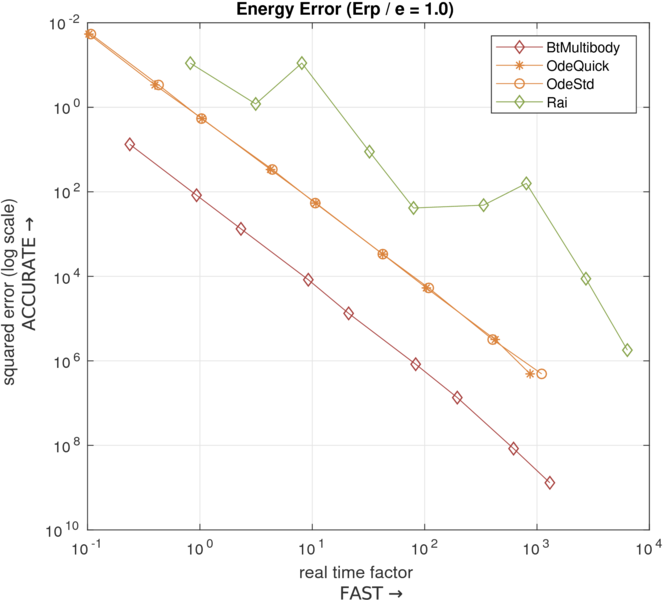 Energy Error (Erp / e = 1.0)
BtMultibody
OdeQuick
OdeStd
Rai
squared error (log scale)
ACCURATE →
10^-2
10^0
10^2
10^4
10^6
10^8
10^10
10^-1
10^0
10^1
10^2
10^3
10^4
real time factor
FAST →